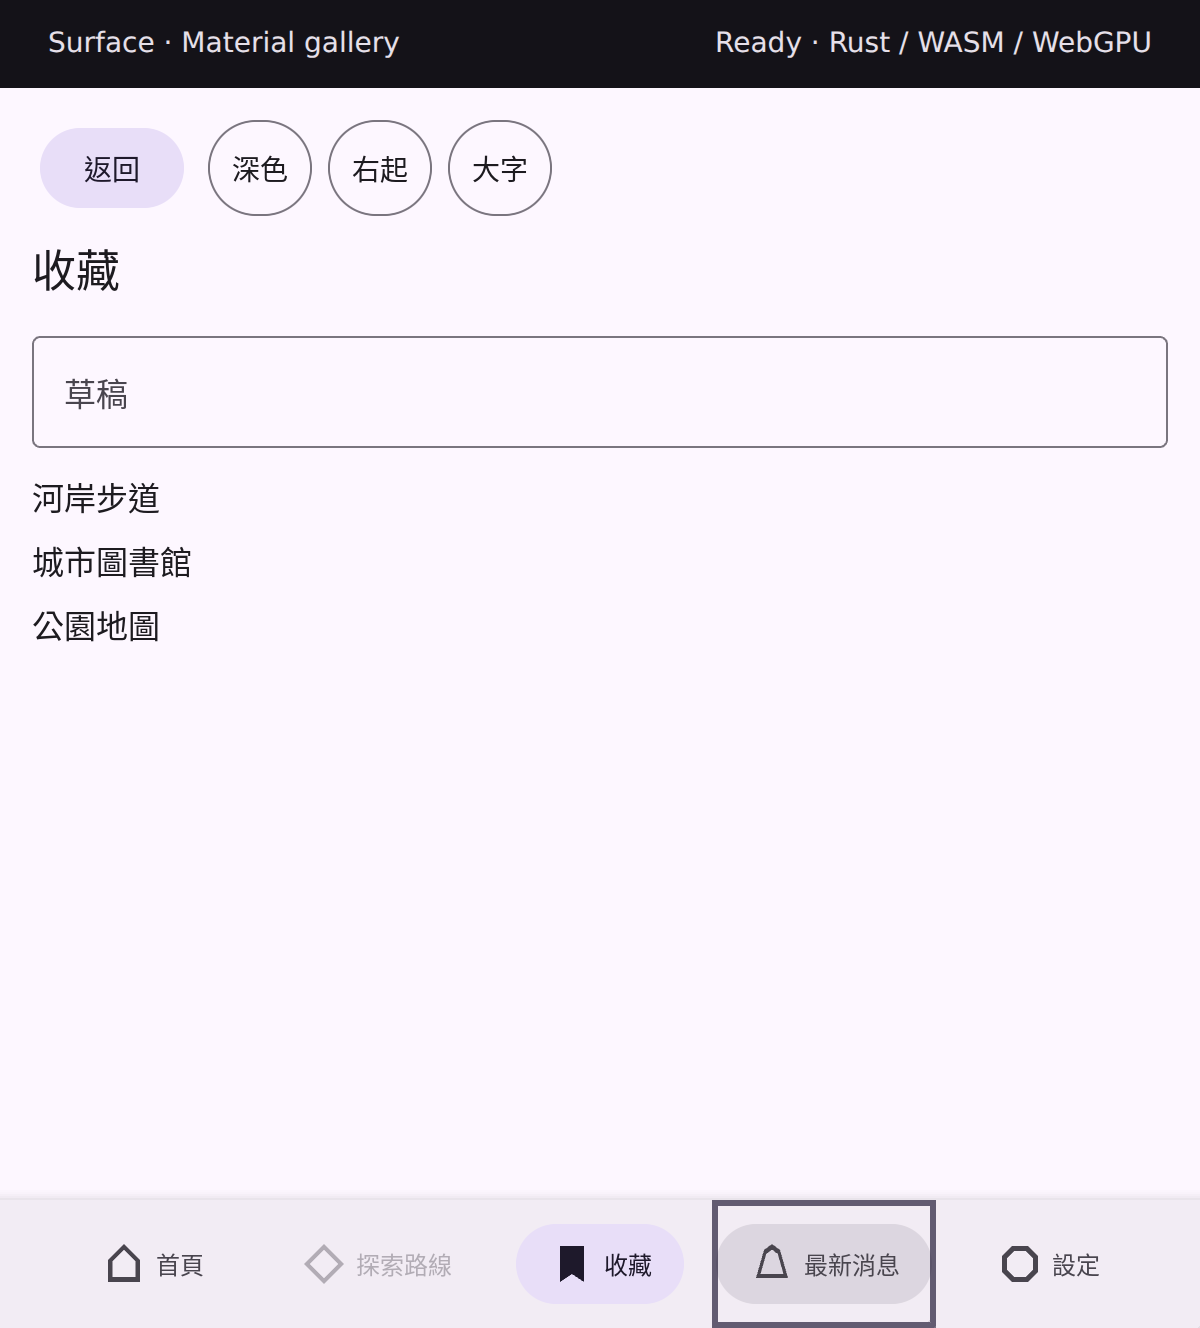 Surface · Material gallery
Ready · Rust / WASM / WebGPU
返回 深色 右起 大字
收藏
草稿
河岸步道
城市圖書館
公園地圖
首頁 探索路線 收藏 最新消息 設定